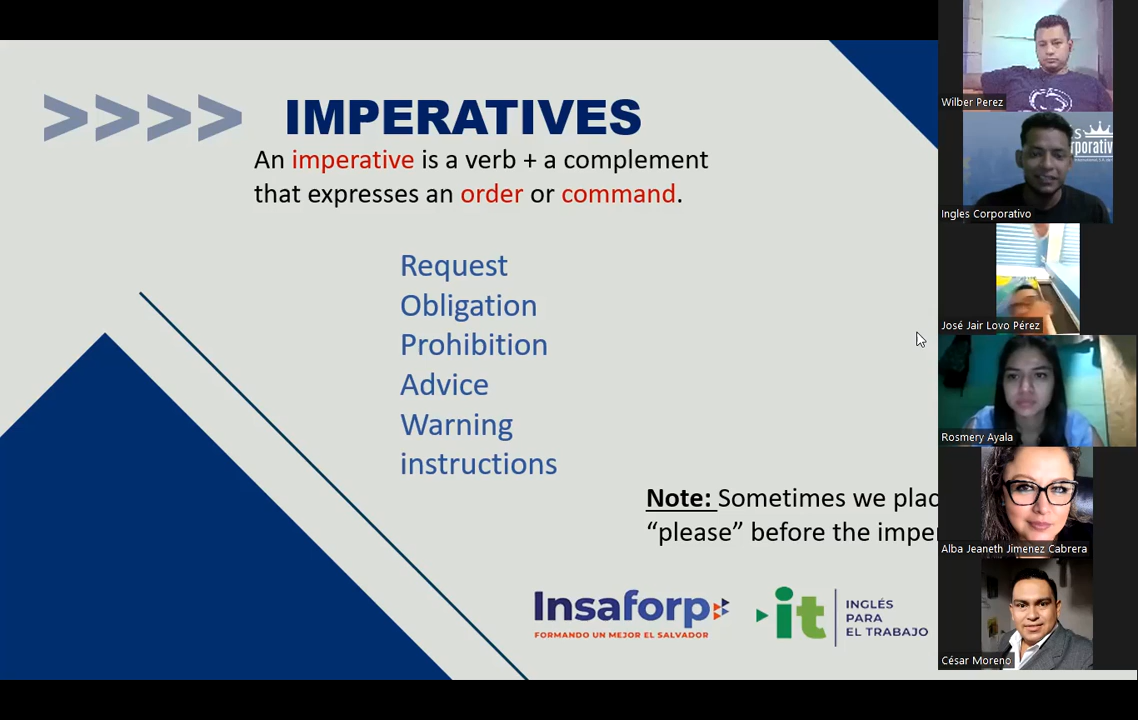 >>>> IMPERATIVES
An imperative is a verb + a complement
that expresses an order or command.
Request
Obligation
Prohibition
Advice
Warning
instructions
Note: Sometimes we plac
“please” before the imper
Insaforp
FORMANDO UN MEJOR EL SALVADOR
it
INGLÉS
PARA
EL TRABAJO
Wilber Perez
Ingles Corporativo
José Jair Lovo Pérez
Rosmery Ayala
Alba Jeaneth Jimenez Cabrera
César Moreno